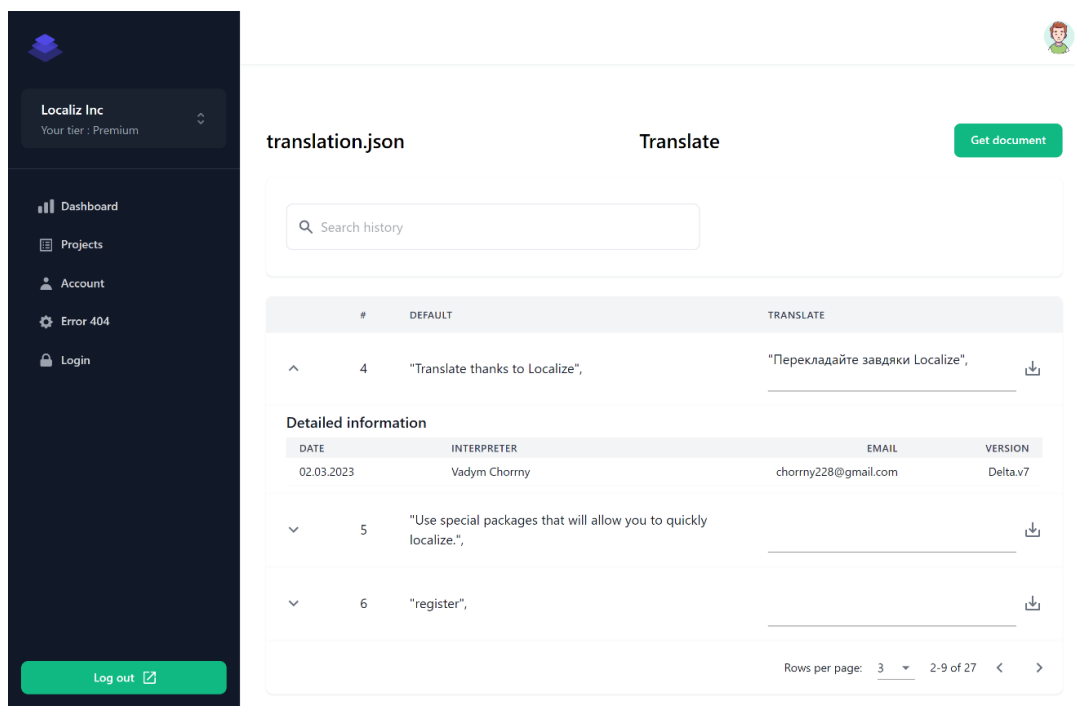 Localiz Inc
Your tier : Premium
Dashboard
Projects
Account
Error 404
Login
Log out
translation.json
Translate
Get document
Search history
# DEFAULT TRANSLATE
4 "Translate thanks to Localize", "Перекладайте завдяки Localize",
Detailed information
DATE INTERPRETER EMAIL VERSION
02.03.2023 Vadym Chorrny chorrny228@gmail.com Delta.v7
5 "Use special packages that will allow you to quickly
localize.",
6 "register",
Rows per page: 3 2-9 of 27